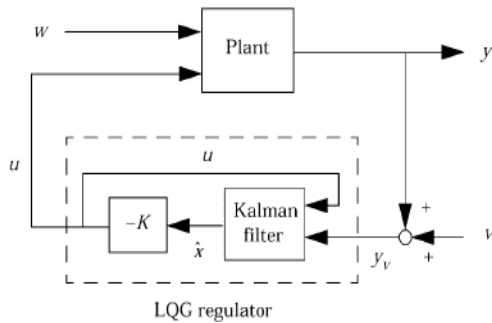 w
Plant
y
u
u
−K
x̂
Kalman
filter
+
+
y_v
v
LQG regulator